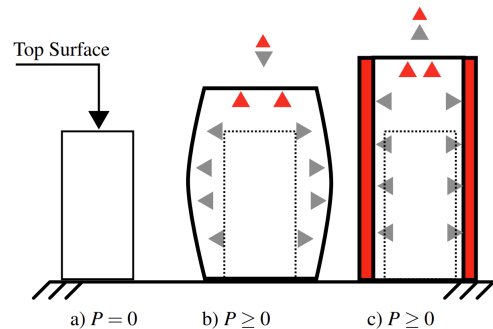 Top Surface
a) P = 0
b) P ≥ 0
c) P ≥ 0